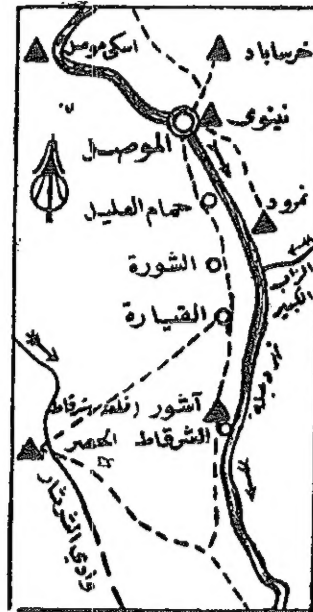 خرساباد
اسكي موصل
نينوى
الموصل
نمرود
حمام العليل
الزاب
الكبير
الشورة
القيارة
نهر دجلة
آشور (قلعة شرقاط)
الشرقاط
الحضر
وادي الثرثار